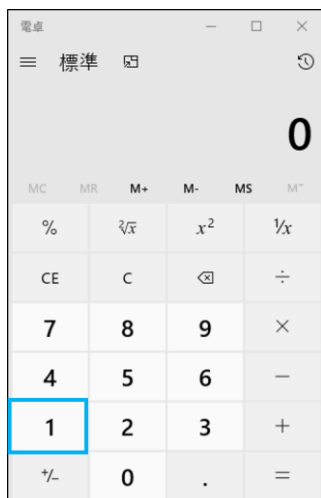 電卓
標準
0
MC MR M+ M- MS M˅
% ²√x x² ¹/x
CE C ÷
7 8 9 ×
4 5 6 −
1 2 3 +
+/− 0 . =